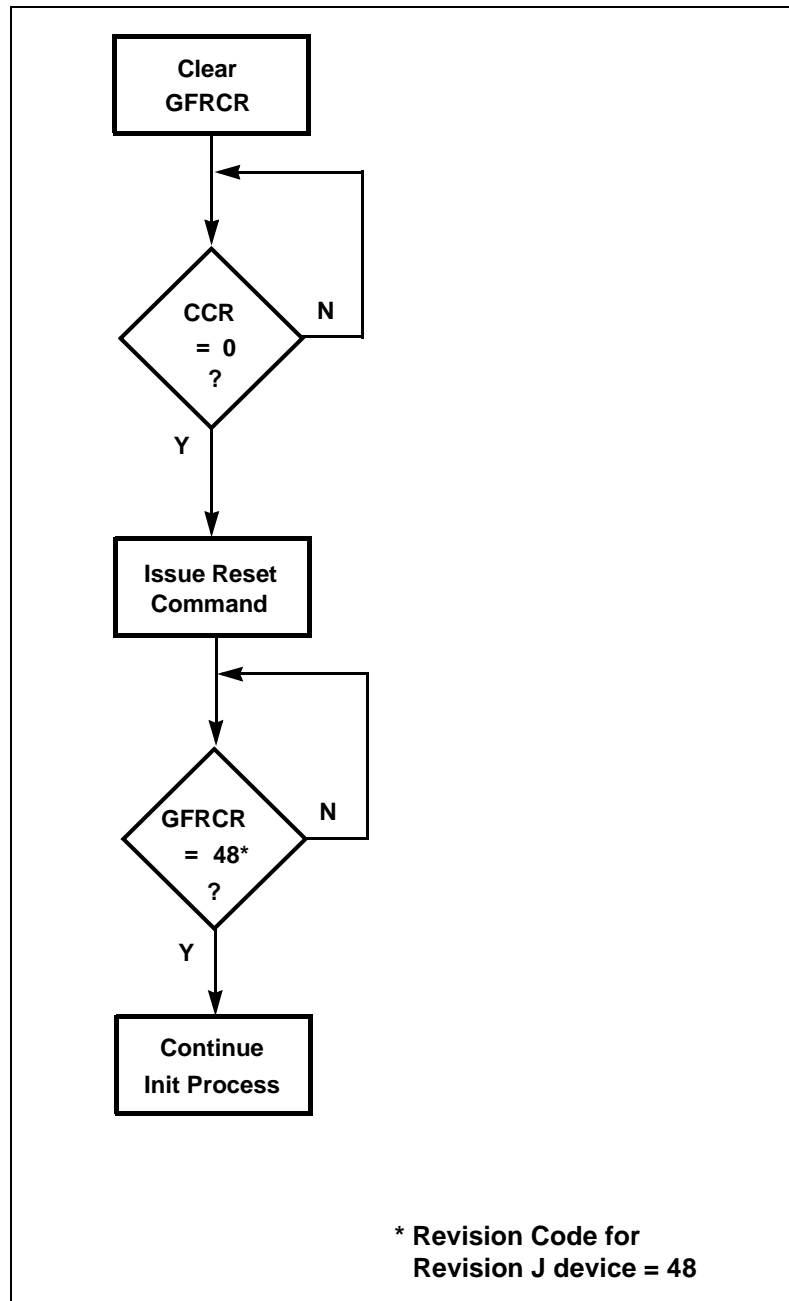 Clear
GFRCR
CCR
= 0
?
N
Y
Issue Reset
Command
GFRCR
= 48*
?
N
Y
Continue
Init Process
* Revision Code for
Revision J device = 48